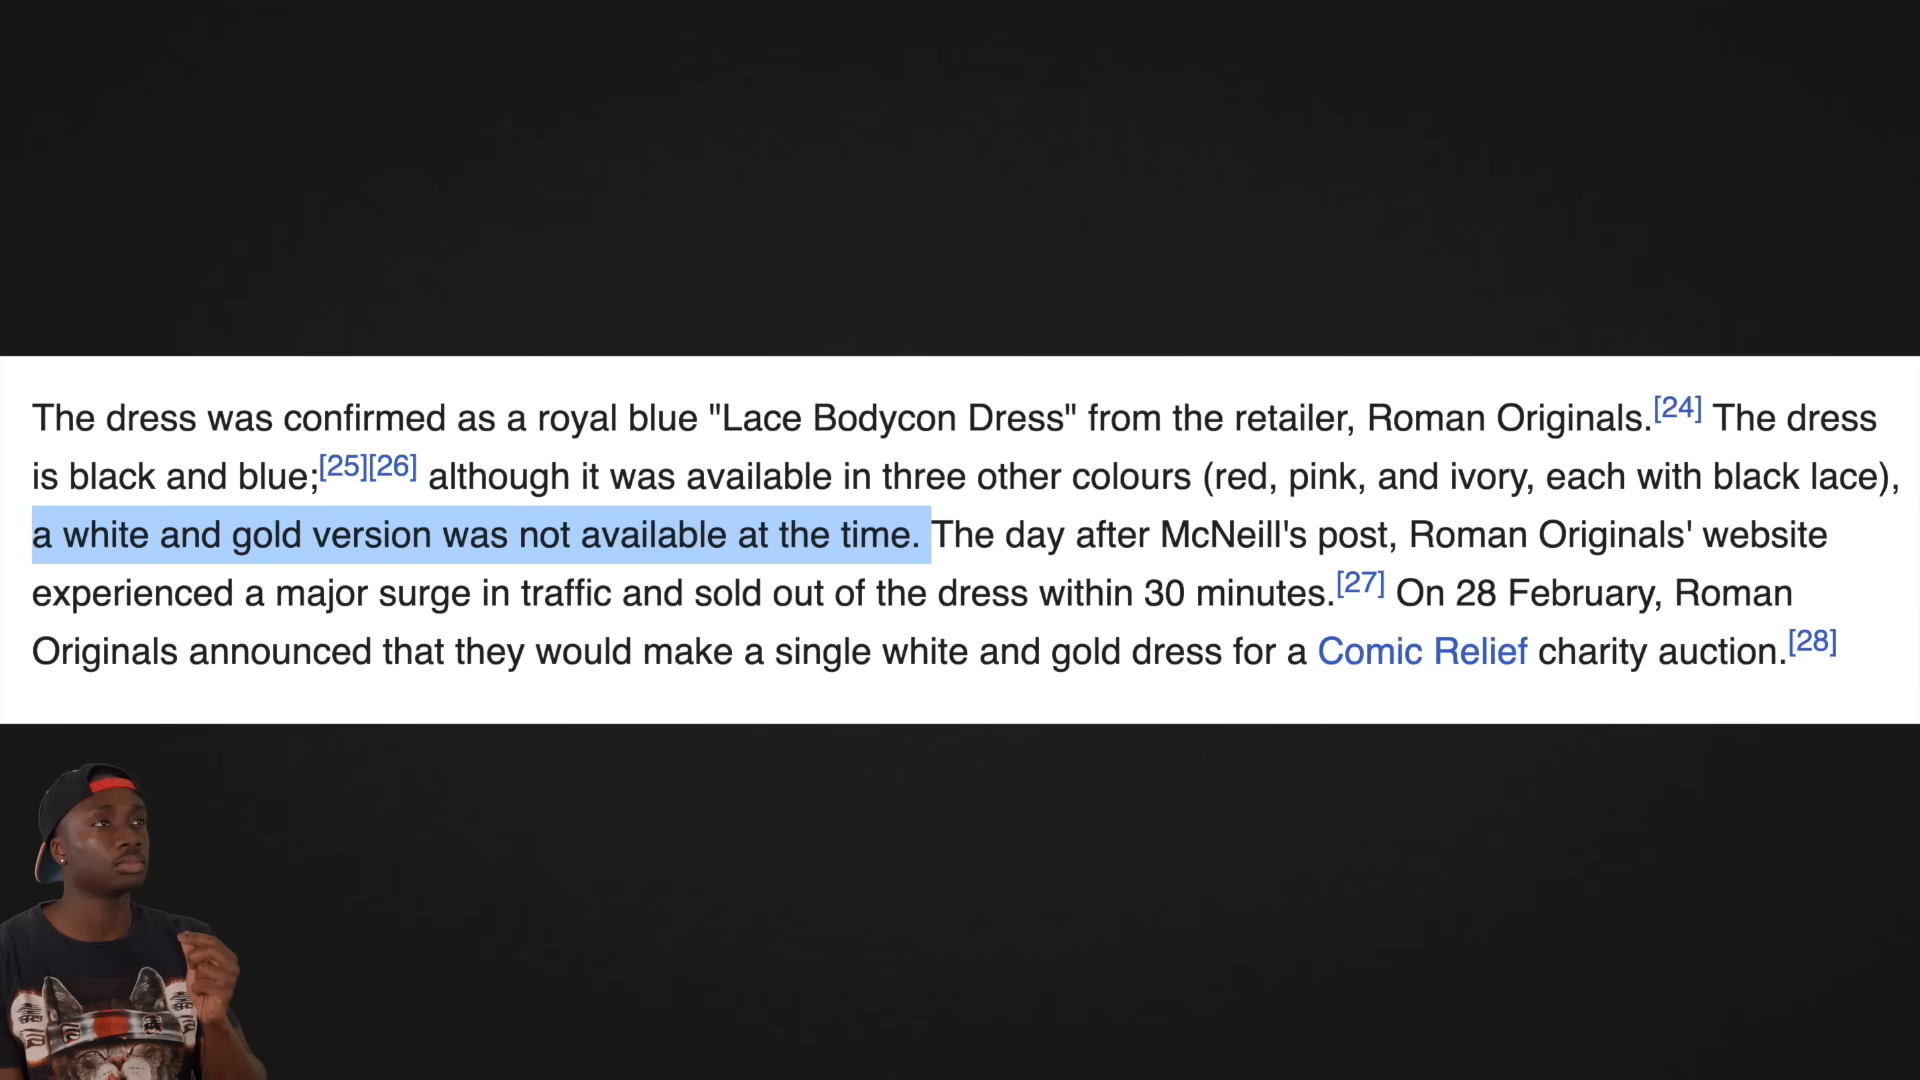 The dress was confirmed as a royal blue "Lace Bodycon Dress" from the retailer, Roman Originals.[24] The dress
is black and blue;[25][26] although it was available in three other colours (red, pink, and ivory, each with black lace),
a white and gold version was not available at the time. The day after McNeill's post, Roman Originals' website
experienced a major surge in traffic and sold out of the dress within 30 minutes.[27] On 28 February, Roman
Originals announced that they would make a single white and gold dress for a Comic Relief charity auction.[28]